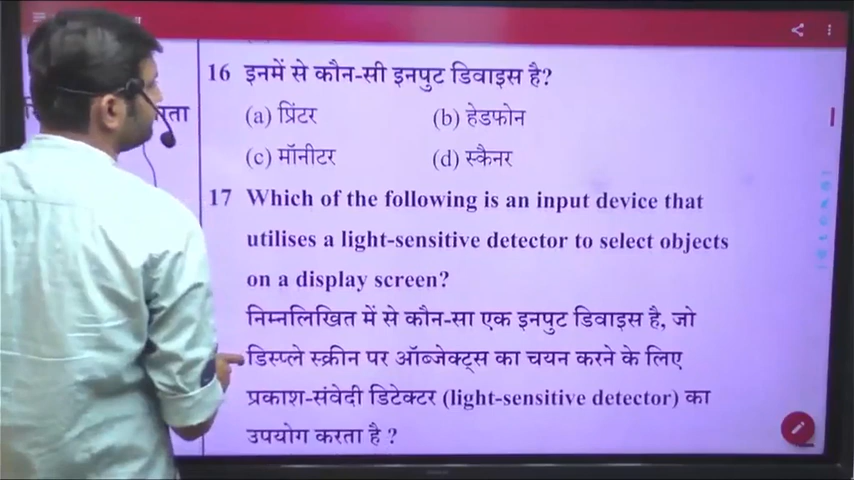 16 इनमें से कौन-सी इनपुट डिवाइस है?
(a) प्रिंटर (b) हेडफोन
(c) मॉनीटर (d) स्कैनर
17 Which of the following is an input device that
utilises a light-sensitive detector to select objects
on a display screen?
निम्नलिखित में से कौन-सा एक इनपुट डिवाइस है, जो
डिस्प्ले स्क्रीन पर ऑब्जेक्ट्स का चयन करने के लिए
प्रकाश-संवेदी डिटेक्टर (light-sensitive detector) का
उपयोग करता है ?